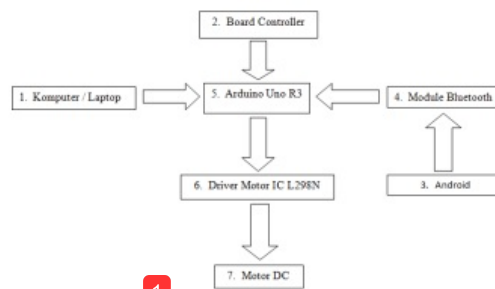 2. Board Controller
1. Komputer / Laptop
5. Arduino Uno R3
4. Module Bluetooth
6. Driver Motor IC L298N
3. Android
7. Motor DC
1